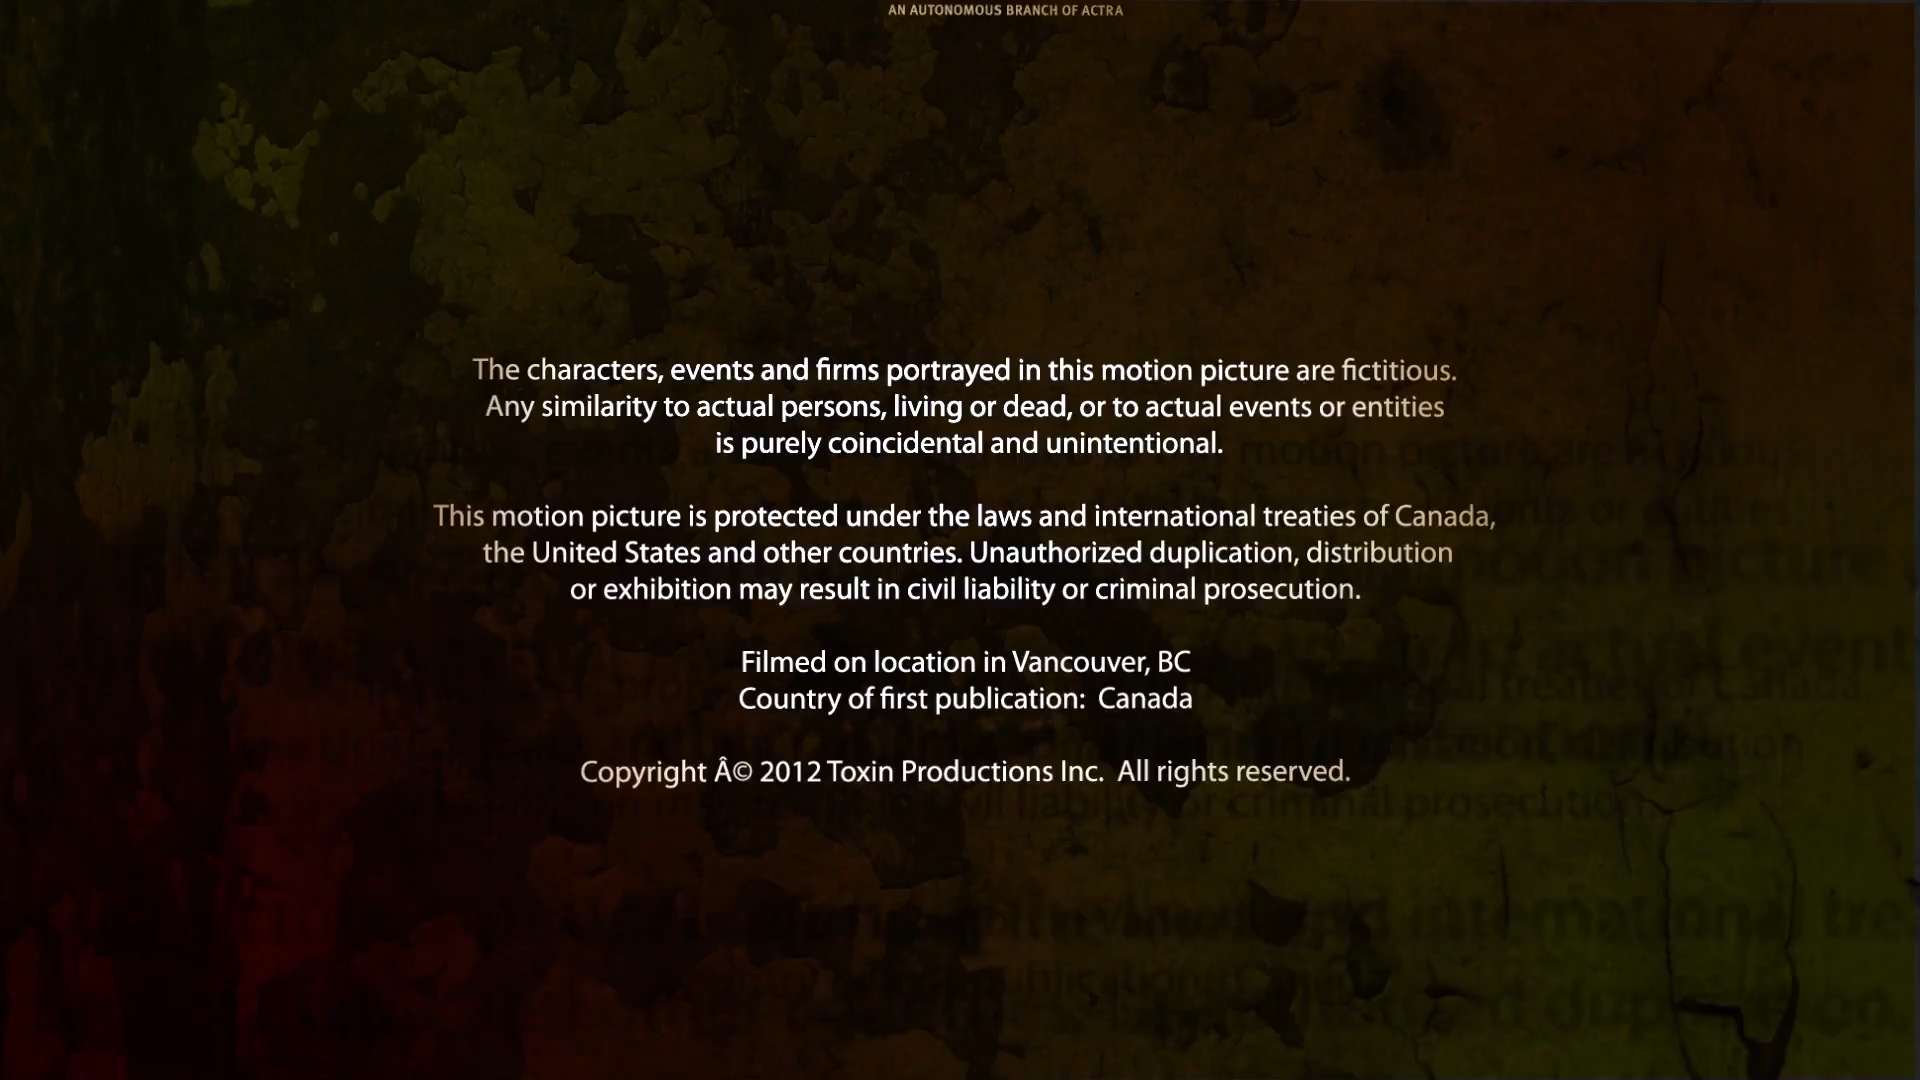 AN AUTONOMOUS BRANCH OF ACTRA
The characters, events and firms portrayed in this motion picture are fictitious.
Any similarity to actual persons, living or dead, or to actual events or entities
is purely coincidental and unintentional.
This motion picture is protected under the laws and international treaties of Canada,
the United States and other countries. Unauthorized duplication, distribution
or exhibition may result in civil liability or criminal prosecution.
Filmed on location in Vancouver, BC
Country of first publication:  Canada
Copyright Â© 2012 Toxin Productions Inc.  All rights reserved.